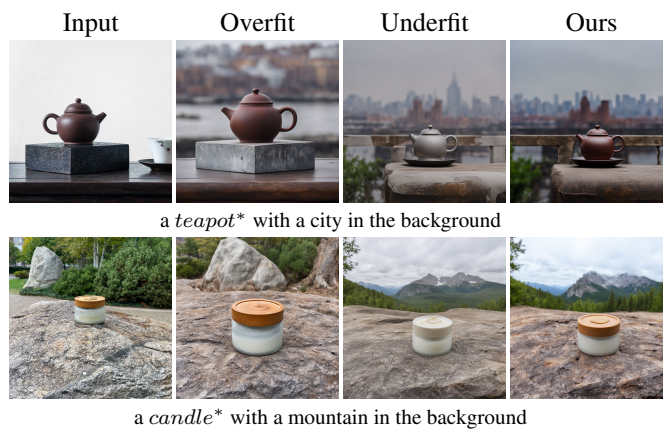 Input Overfit Underfit Ours
a teapot* with a city in the background
a candle* with a mountain in the background